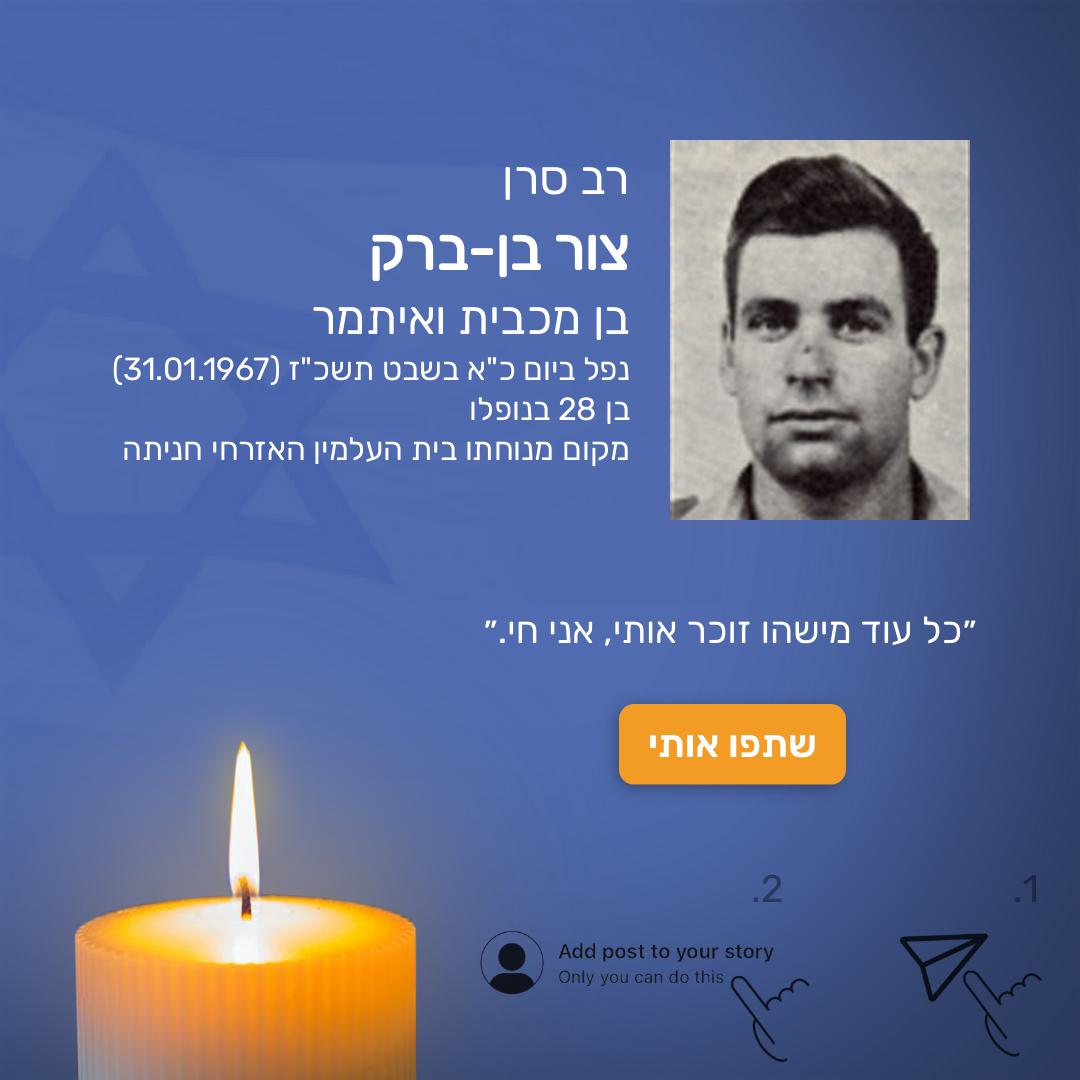 רב סרן
צור בן-ברק
בן מכבית ואיתמר
נפל ביום כ"א בשבט תשכ"ז (31.01.1967)
בן 28 בנופלו
מקום מנוחתו בית העלמין האזרחי חניתה
״כל עוד מישהו זוכר אותי, אני חי.״
שתפו אותי
.1
.2
Add post to your story
Only you can do this